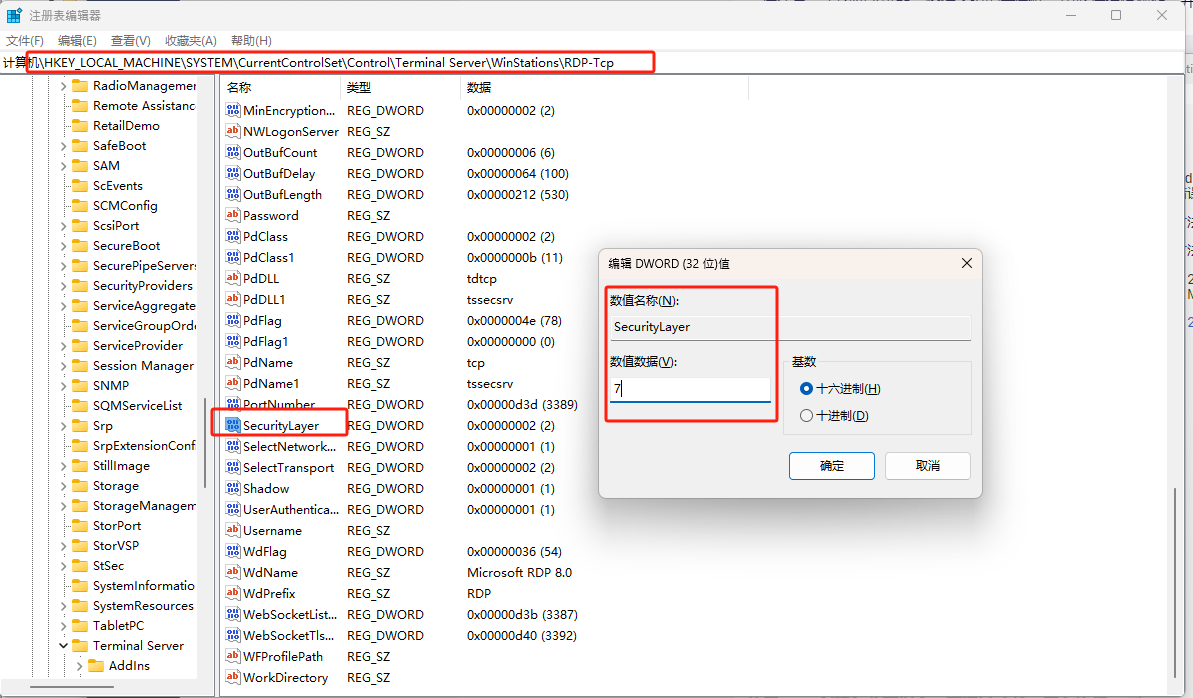 注册表编辑器
文件(F) 编辑(E) 查看(V) 收藏夹(A) 帮助(H)
计算机\HKEY_LOCAL_MACHINE\SYSTEM\CurrentControlSet\Control\Terminal Server\WinStations\RDP-Tcp
RadioManagemer
Remote Assistanc
RetailDemo
SafeBoot
SAM
ScEvents
SCMConfig
ScsiPort
SecureBoot
SecurePipeServers
SecurityProviders
ServiceAggregate
ServiceGroupOrde
ServiceProvider
Session Manager
SNMP
SQMServiceList
Srp
SrpExtensionConf
StillImage
Storage
StorageManagem
StorPort
StorVSP
StSec
SystemInformatio
SystemResources
TabletPC
Terminal Server
AddIns
名称 类型 数据
MinEncryption... REG_DWORD 0x00000002 (2)
NWLogonServer REG_SZ
OutBufCount REG_DWORD 0x00000006 (6)
OutBufDelay REG_DWORD 0x00000064 (100)
OutBufLength REG_DWORD 0x00000212 (530)
Password REG_SZ
PdClass REG_DWORD 0x00000002 (2)
PdClass1 REG_DWORD 0x0000000b (11)
PdDLL REG_SZ tdtcp
PdDLL1 REG_SZ tssecsrv
PdFlag REG_DWORD 0x0000004e (78)
PdFlag1 REG_DWORD 0x00000000 (0)
PdName REG_SZ tcp
PdName1 REG_SZ tssecsrv
PortNumber REG_DWORD 0x00000d3d (3389)
SecurityLayer REG_DWORD 0x00000002 (2)
SelectNetwork... REG_DWORD 0x00000001 (1)
SelectTransport REG_DWORD 0x00000002 (2)
Shadow REG_DWORD 0x00000001 (1)
UserAuthentica... REG_DWORD 0x00000001 (1)
Username REG_SZ
WdFlag REG_DWORD 0x00000036 (54)
WdName REG_SZ Microsoft RDP 8.0
WdPrefix REG_SZ RDP
WebSocketList... REG_DWORD 0x00000d3b (3387)
WebSocketTls... REG_DWORD 0x00000d40 (3392)
WFProfilePath REG_SZ
WorkDirectory REG_SZ
编辑 DWORD (32 位)值
数值名称(N):
SecurityLayer
数值数据(V):
7
基数
十六进制(H)
十进制(D)
确定 取消